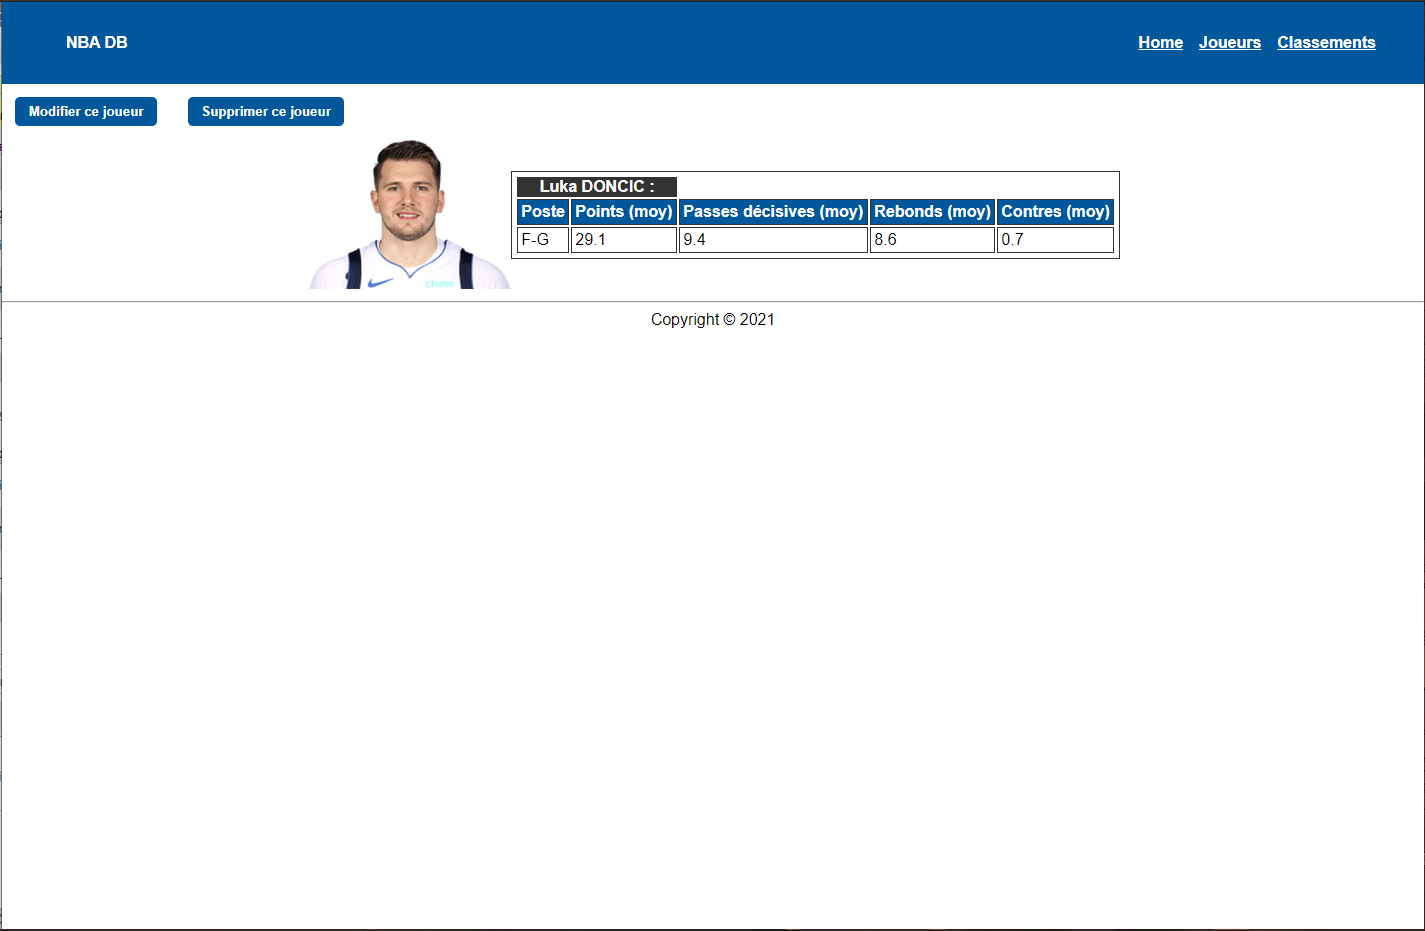 NBA DB
Home Joueurs Classements
Modifier ce joueur Supprimer ce joueur
Luka DONCIC :
Poste Points (moy) Passes décisives (moy) Rebonds (moy) Contres (moy)
F-G 29.1 9.4 8.6 0.7
chime
Copyright © 2021